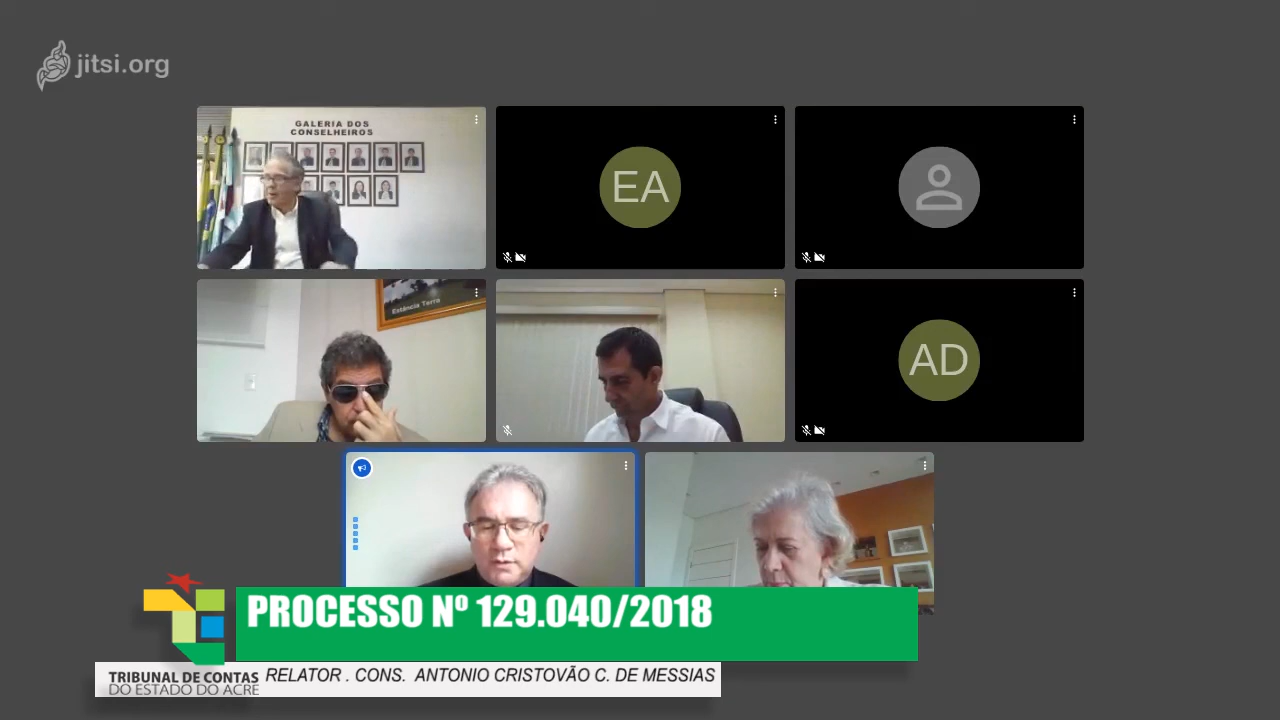 jitsi.org
GALERIA DOS
CONSELHEIROS
EA
Estância Terra
AD
PROCESSO Nº 129.040/2018
RELATOR . CONS. ANTONIO CRISTOVÃO C. DE MESSIAS
TRIBUNAL DE CONTAS
DO ESTADO DO ACRE